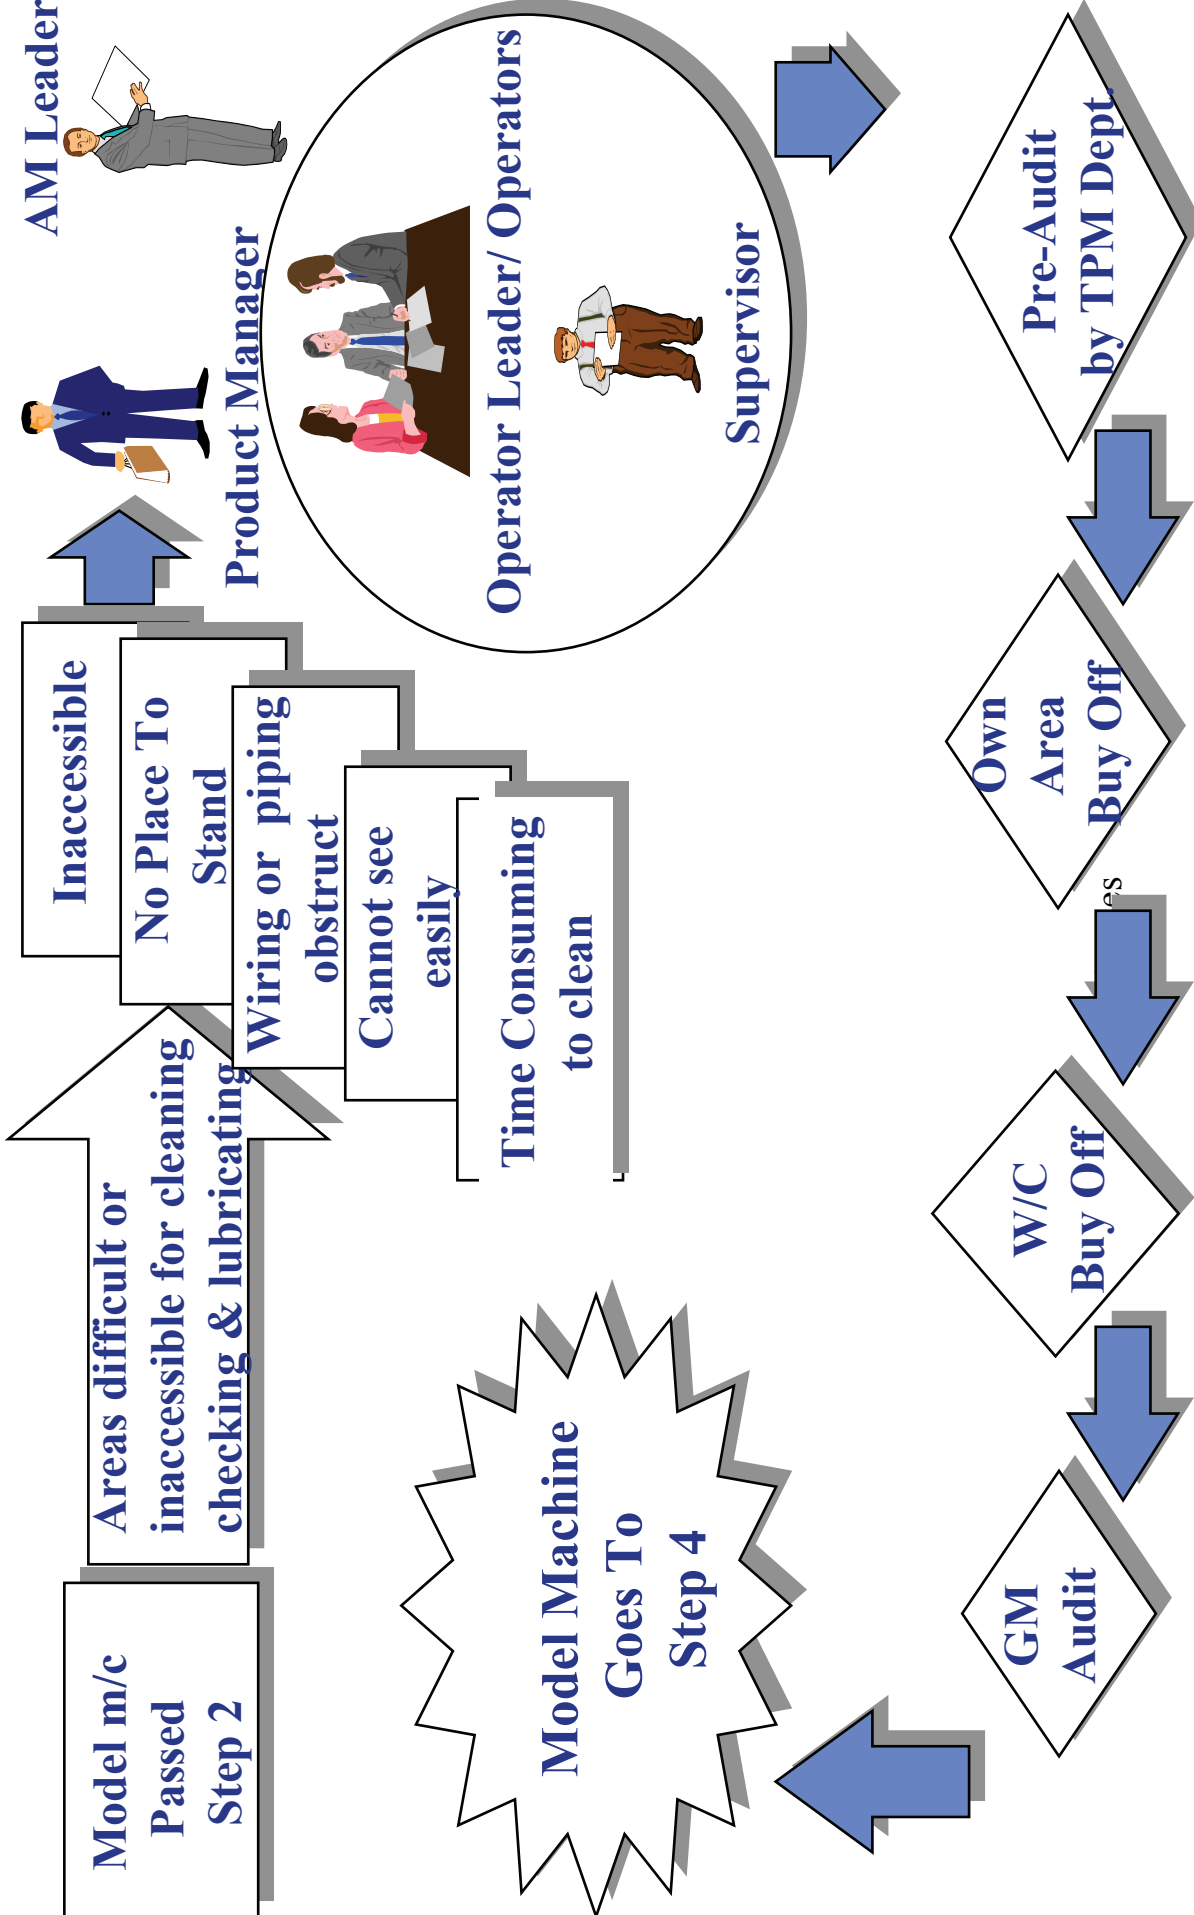 Model m/c
Passed
Step 2
Areas difficult or
inaccessible for cleaning
checking & lubricating
Inaccessible
No Place To
Stand
Wiring or piping
obstruct
Cannot see
easily
Time Consuming
to clean
AM Leader
Product Manager
Operator Leader/ Operators
Supervisor
Pre-Audit
by TPM Dept.
Own
Area
Buy Off
W/C
Buy Off
GM
Audit
Model Machine
Goes To
Step 4